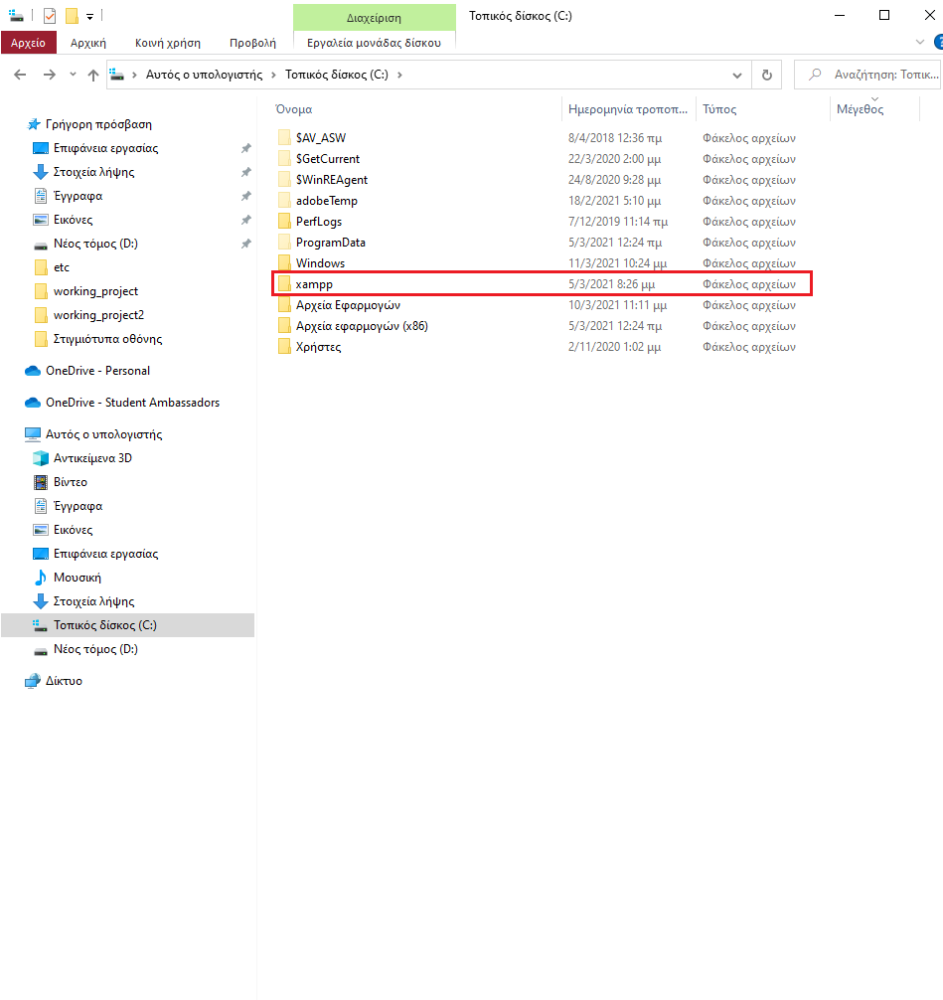 Διαχείριση Τοπικός δίσκος (C:)
Αρχείο Αρχική Κοινή χρήση Προβολή Εργαλεία μονάδας δίσκου
Αυτός ο υπολογιστής Τοπικός δίσκος (C:) Αναζήτηση: Τοπικ...
Όνομα Ημερομηνία τροποπ... Τύπος Μέγεθος
Γρήγορη πρόσβαση
Επιφάνεια εργασίας
Στοιχεία λήψης
Έγγραφα
Εικόνες
Νέος τόμος (D:)
etc
working_project
working_project2
Στιγμιότυπα οθόνης
OneDrive - Personal
OneDrive - Student Ambassadors
Αυτός ο υπολογιστής
Αντικείμενα 3D
Βίντεο
Έγγραφα
Εικόνες
Επιφάνεια εργασίας
Μουσική
Στοιχεία λήψης
Τοπικός δίσκος (C:)
Νέος τόμος (D:)
Δίκτυο
$AV_ASW 8/4/2018 12:36 πμ Φάκελος αρχείων
$GetCurrent 22/3/2020 2:00 μμ Φάκελος αρχείων
$WinREAgent 24/8/2020 9:28 μμ Φάκελος αρχείων
adobeTemp 18/2/2021 5:10 μμ Φάκελος αρχείων
PerfLogs 7/12/2019 11:14 πμ Φάκελος αρχείων
ProgramData 5/3/2021 12:24 πμ Φάκελος αρχείων
Windows 11/3/2021 10:24 μμ Φάκελος αρχείων
xampp 5/3/2021 8:26 μμ Φάκελος αρχείων
Αρχεία Εφαρμογών 10/3/2021 11:11 μμ Φάκελος αρχείων
Αρχεία εφαρμογών (x86) 5/3/2021 12:24 πμ Φάκελος αρχείων
Χρήστες 2/11/2020 1:02 μμ Φάκελος αρχείων